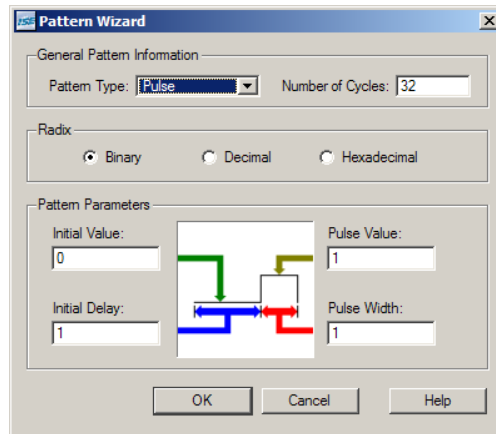 ISE Pattern Wizard
General Pattern Information
Pattern Type: Pulse Number of Cycles: 32
Radix
Binary Decimal Hexadecimal
Pattern Parameters
Initial Value: Pulse Value:
0 1
Initial Delay: Pulse Width:
1 1
OK Cancel Help